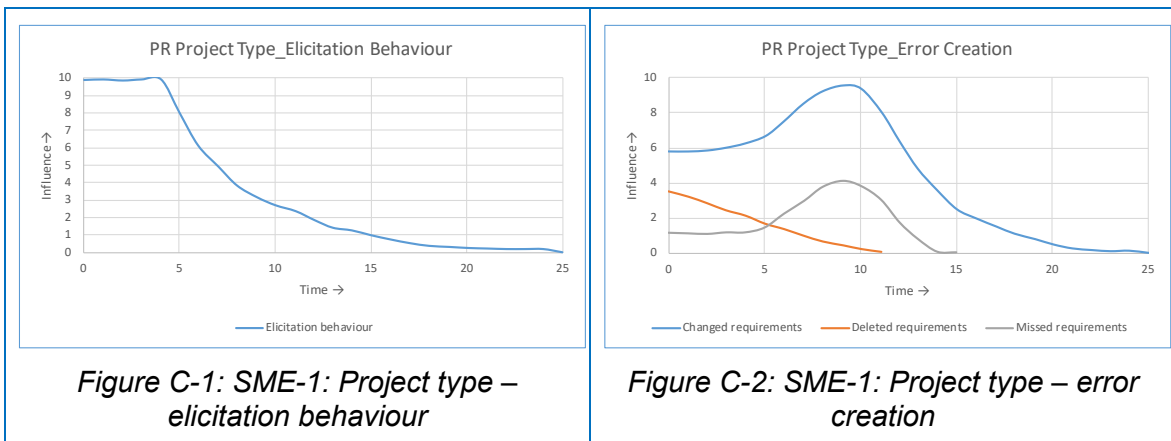 PR Project Type_Elicitation Behaviour
10
9
8
7
6
5
4
3
2
1
0
Influence →
0 5 10 15 20 25
Time →
Elicitation behaviour
Figure C-1: SME-1: Project type –
elicitation behaviour
PR Project Type_Error Creation
10
8
6
4
2
0
Influence →
0 5 10 15 20 25
Time →
Changed requirements Deleted requirements Missed requirements
Figure C-2: SME-1: Project type – error
creation